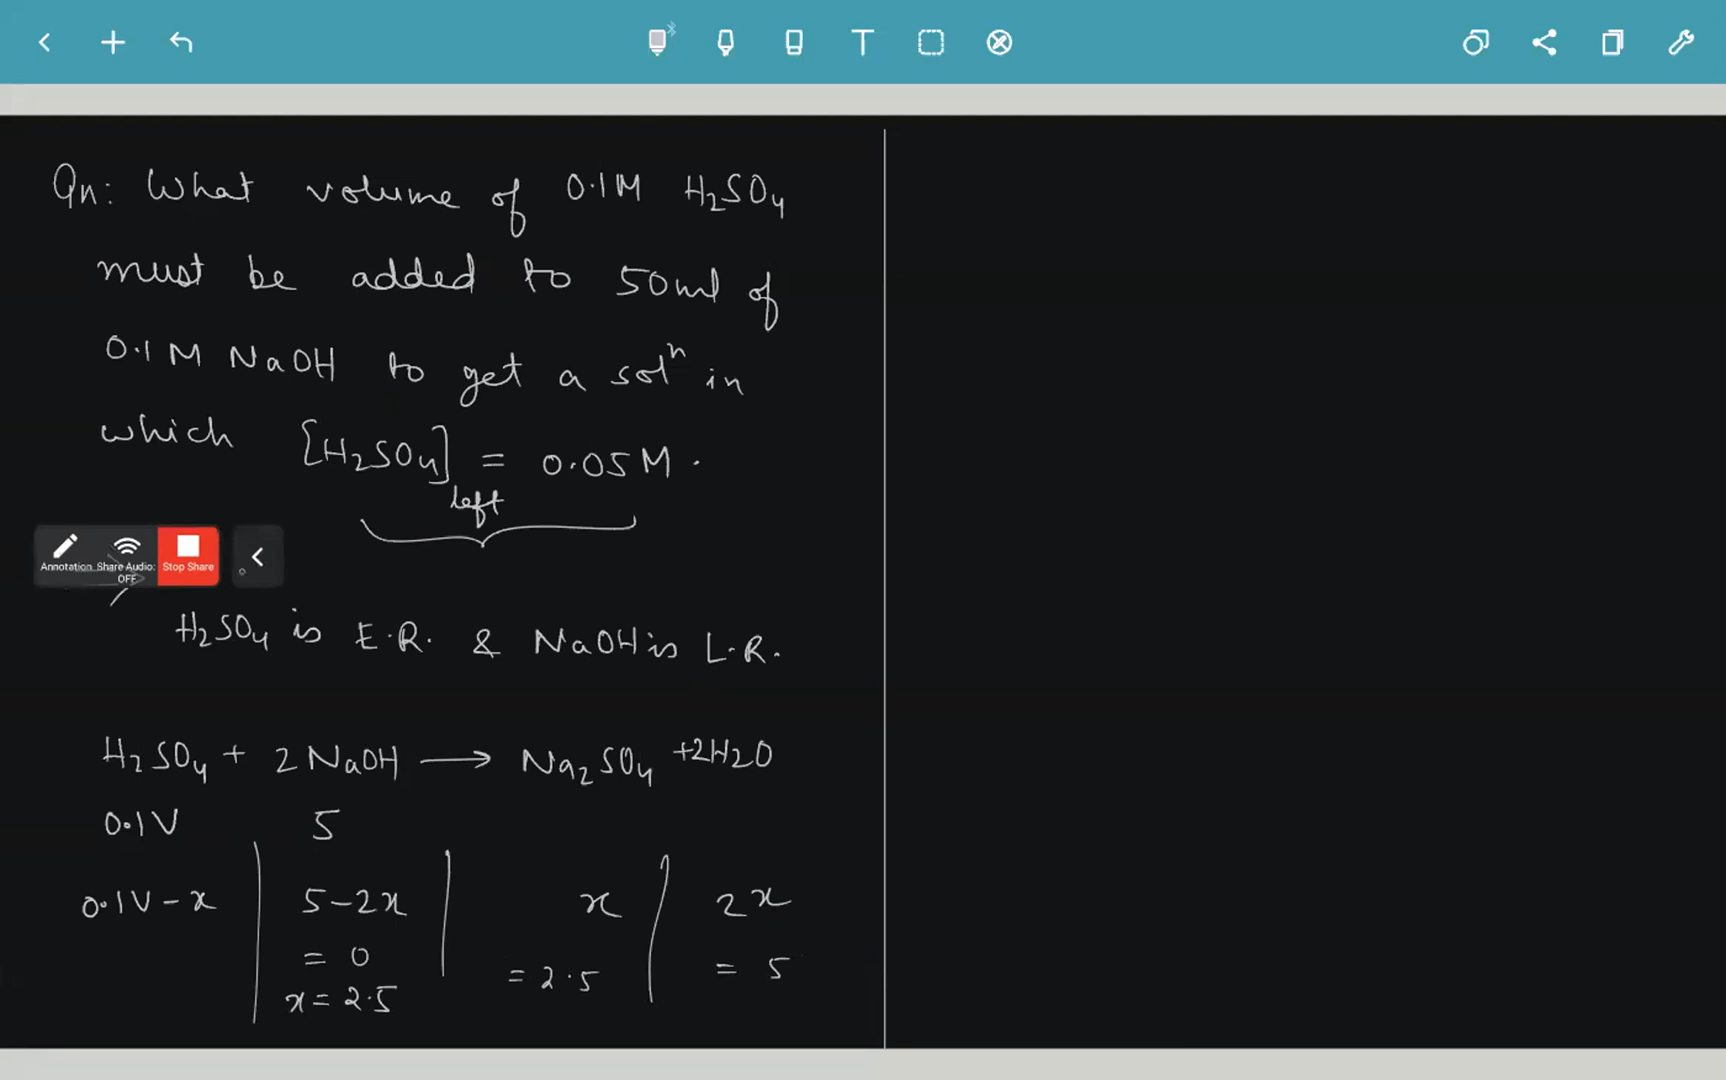 T
Qn: What volume of 0.1M H₂SO₄
must be added to 50ml of
0.1M NaOH to get a solⁿ in
which [H₂SO₄] = 0.05M.
left
Annotation Share Audio: OFF Stop Share
H₂SO₄ is E.R. & NaOH is L.R.
H₂SO₄ + 2NaOH ⟶ Na₂SO₄ +2H₂O
0.1V 5
0.1V-x 5-2x x 2x
= 0 = 2.5 = 5
x = 2.5